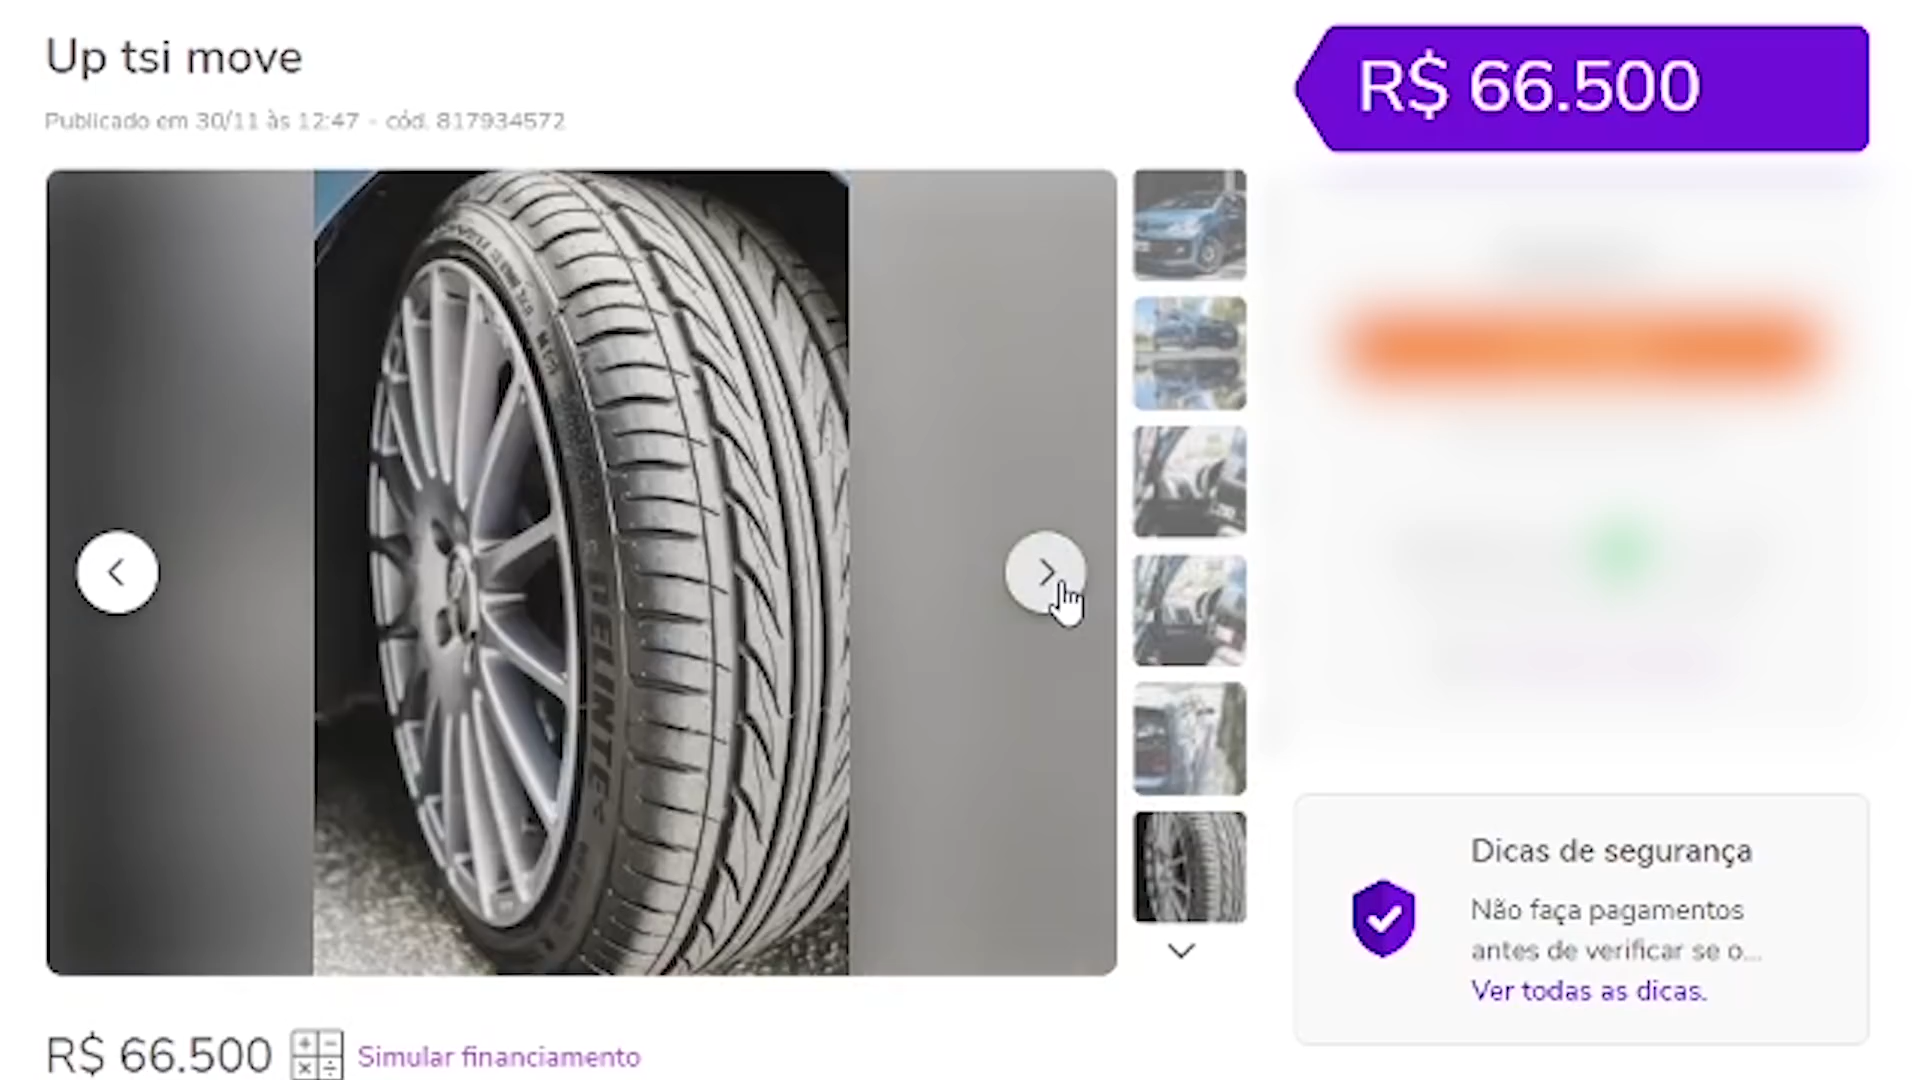 Up tsi move
R$ 66.500
Publicado em 30/11 às 12:47 - cód. 817934572
DELINTE
Dicas de segurança
Não faça pagamentos
antes de verificar se o...
Ver todas as dicas.
R$ 66.500
Simular financiamento